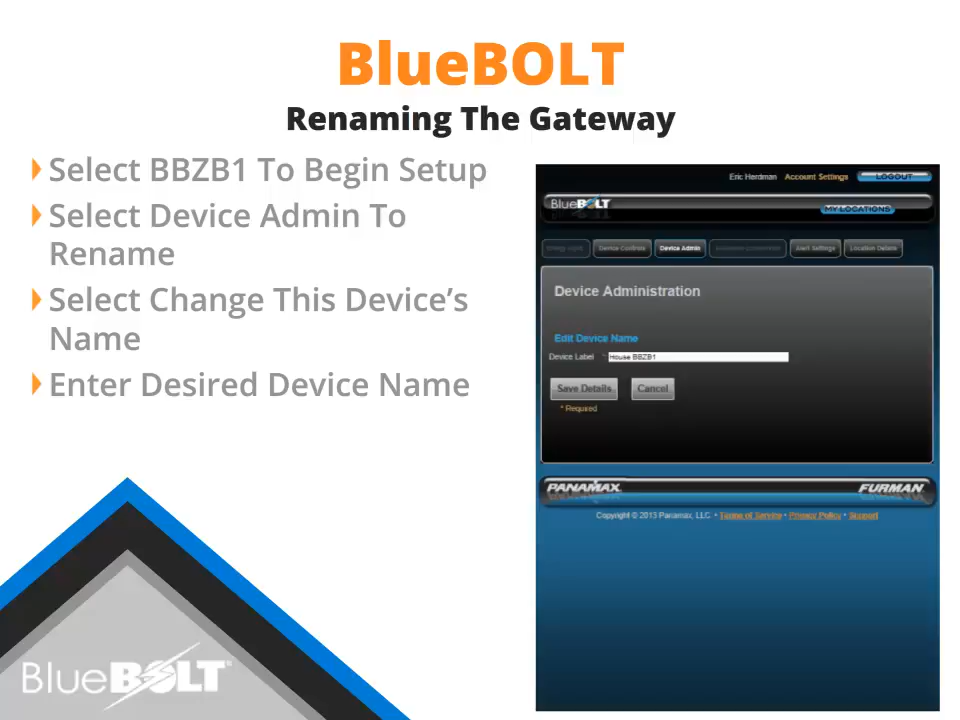 BlueBOLT
Renaming The Gateway
Select BBZB1 To Begin Setup
Select Device Admin To
Rename
Select Change This Device’s
Name
Enter Desired Device Name
Eric Herdman Account Settings LOGOUT
BlueBOLT
MY LOCATIONS
Device Controls Device Admin Alert Settings Location Details
Device Administration
Edit Device Name
Device Label * House BBZB1
Save Details Cancel
* Required
PANAMAX FURMAN
Copyright © 2013 Panamax, LLC. • Terms of Service • Privacy Policy • Support
BlueBOLT®